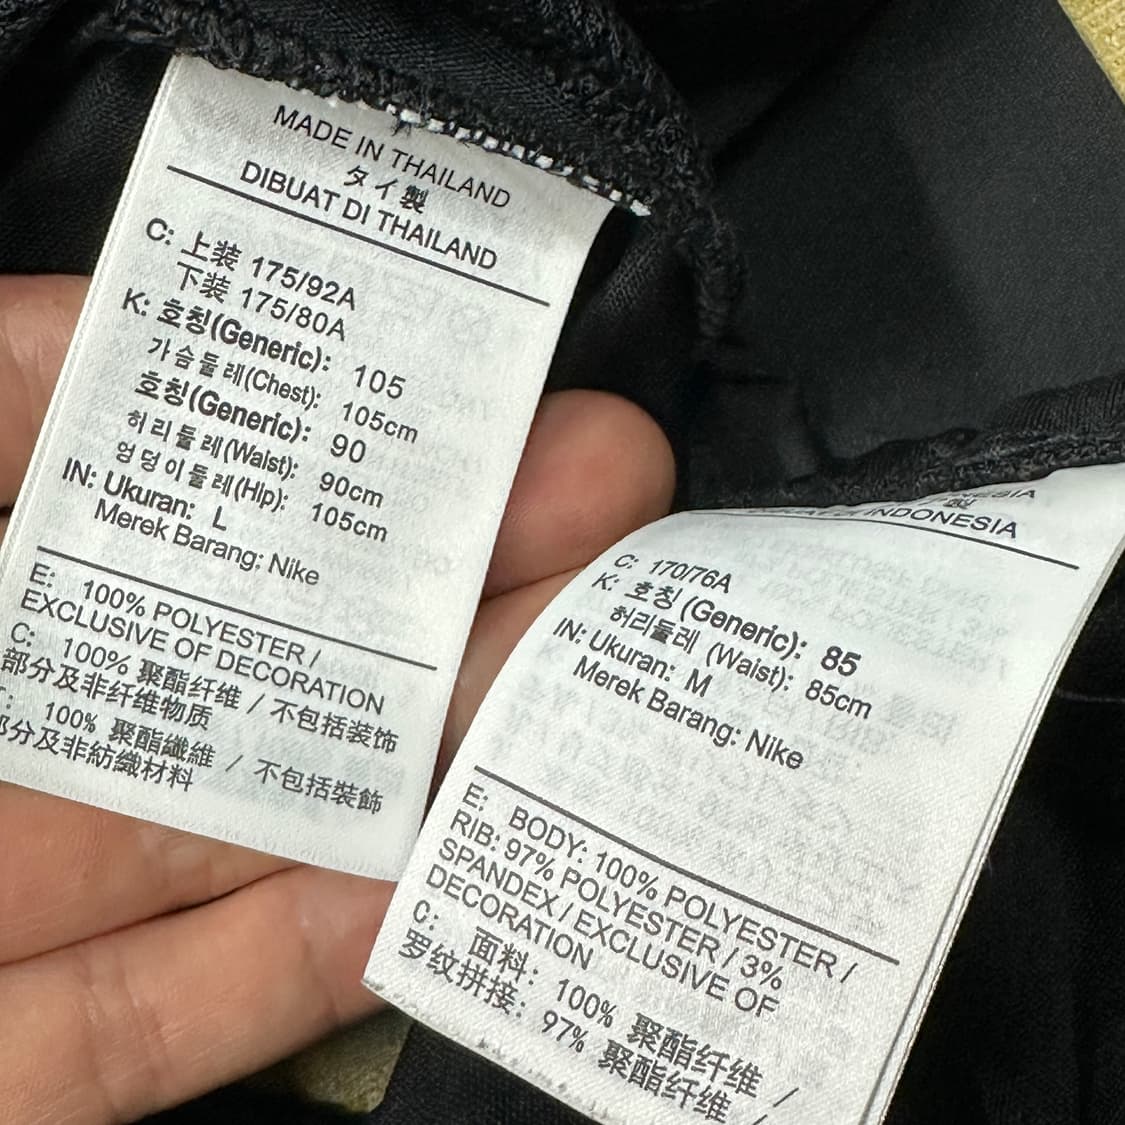 MADE IN THAILAND
タイ製
DIBUAT DI THAILAND
C: 上装 175/92A
下装 175/80A
K: 호칭(Generic): 105
가슴둘레(Chest): 105cm
호칭(Generic): 90
허리둘레(Waist): 90cm
엉덩이둘레(Hip): 105cm
IN: Ukuran: L
Merek Barang: Nike
E: 100% POLYESTER /
EXCLUSIVE OF DECORATION
C: 100% 聚酯纤维 / 不包括装饰
部分及非纤维物质
100% 聚酯纖維 / 不包括裝飾
部分及非紡織材料
製
INDONESIA
C: 170/76A
K: 호칭 (Generic): 85
허리둘레 (Waist): 85cm
IN: Ukuran: M
Merek Barang: Nike
E: BODY: 100% POLYESTER /
RIB: 97% POLYESTER / 3%
SPANDEX / EXCLUSIVE OF
DECORATION
C: 面料: 100% 聚酯纤维 /
罗纹拼接: 97% 聚酯纤维 /